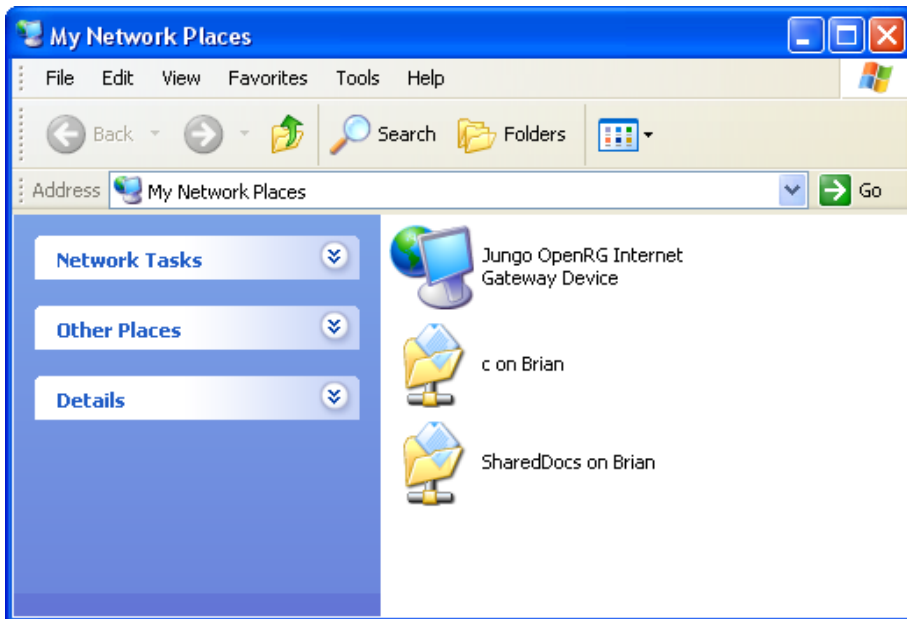 My Network Places
File Edit View Favorites Tools Help
Back Search Folders
Address My Network Places Go
Network Tasks
Other Places
Details
Jungo OpenRG Internet
Gateway Device
c on Brian
SharedDocs on Brian